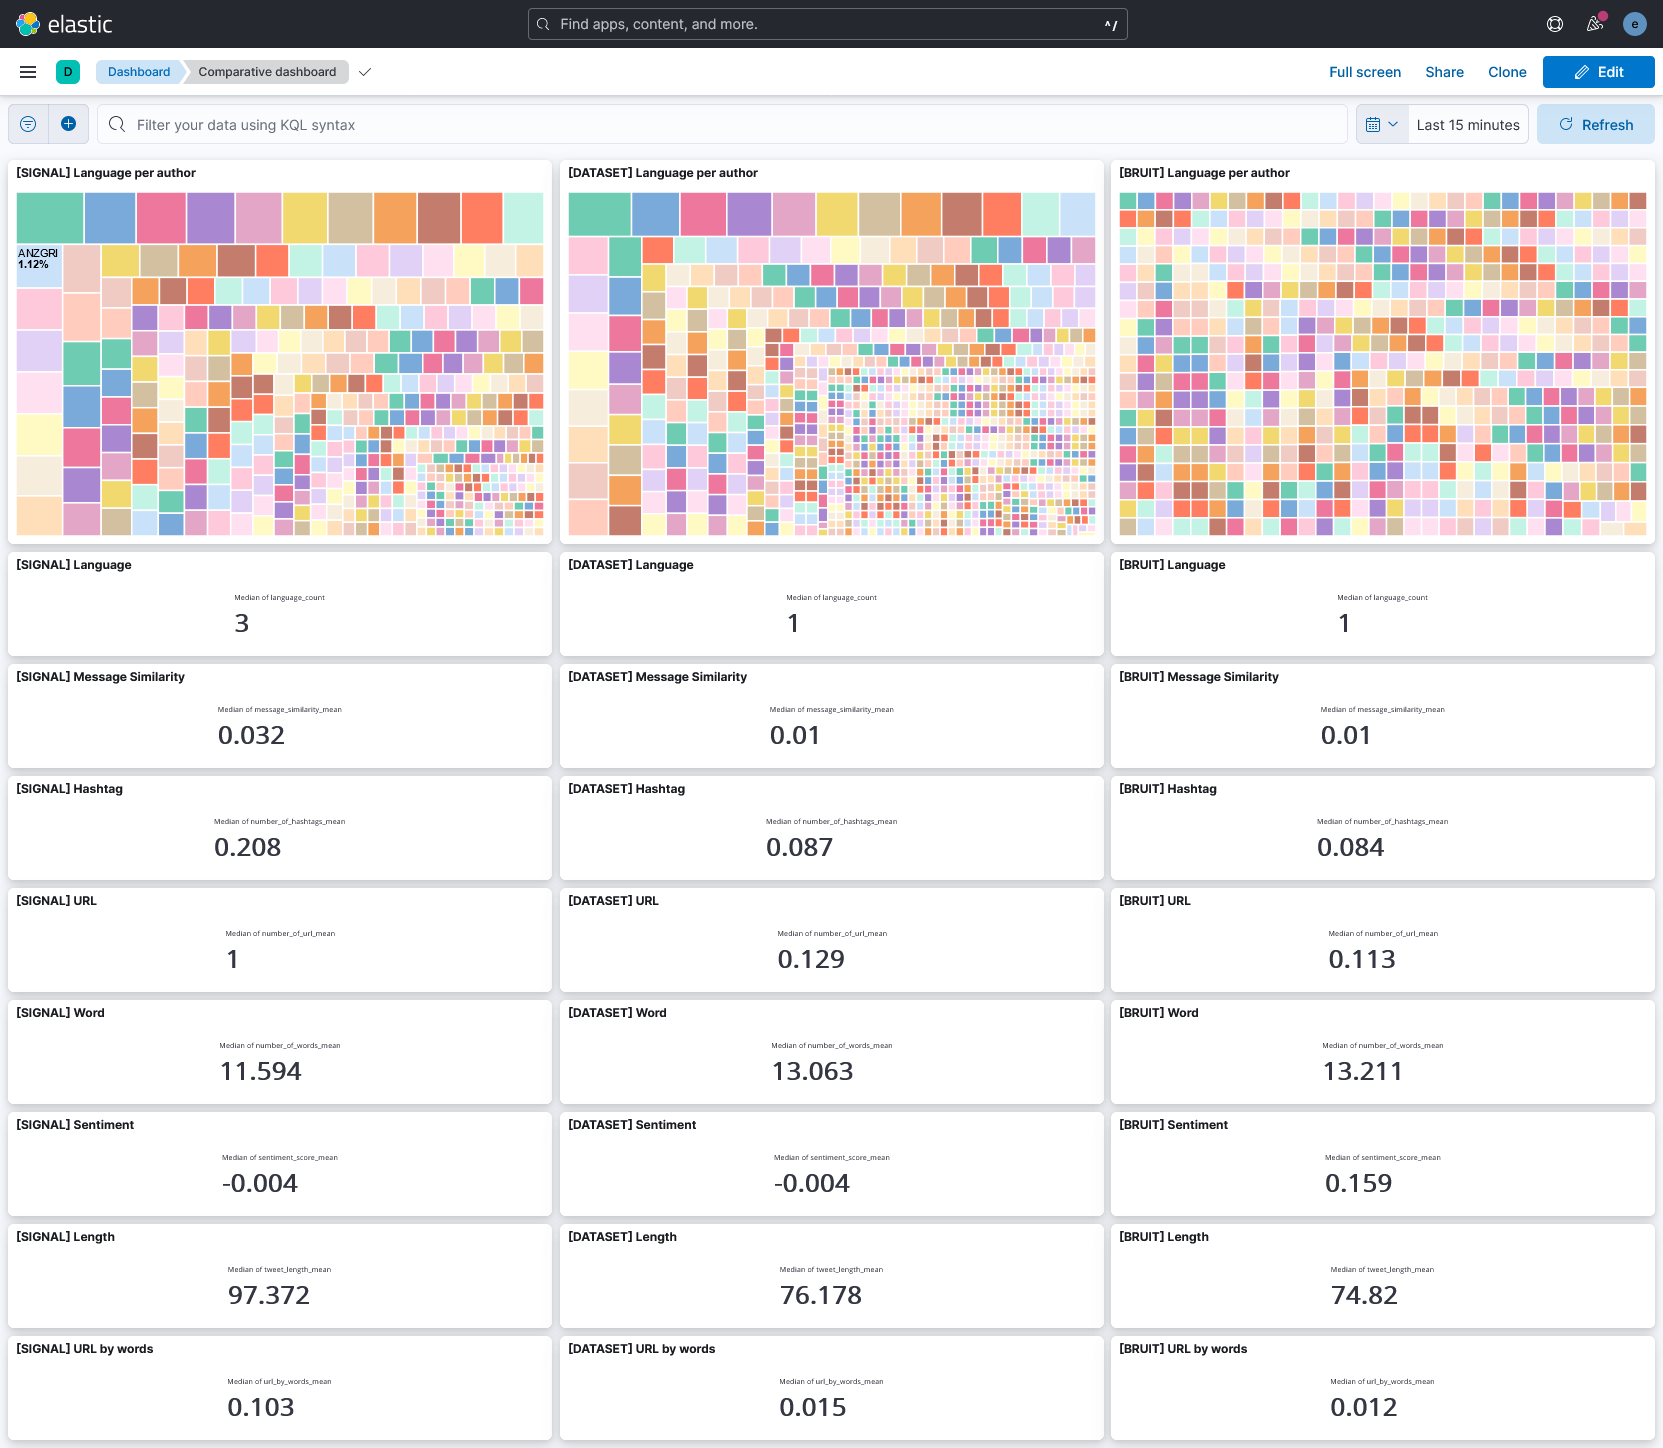 elastic
Find apps, content, and more.
^/
e
D
Dashboard
Comparative dashboard
Full screen
Share
Clone
Edit
Filter your data using KQL syntax
Last 15 minutes
Refresh
[SIGNAL] Language per author
[DATASET] Language per author
[BRUIT] Language per author
ANZGRI
1.12%
[SIGNAL] Language
[DATASET] Language
[BRUIT] Language
Median of language_count
Median of language_count
Median of language_count
3
1
1
[SIGNAL] Message Similarity
[DATASET] Message Similarity
[BRUIT] Message Similarity
Median of message_similarity_mean
Median of message_similarity_mean
Median of message_similarity_mean
0.032
0.01
0.01
[SIGNAL] Hashtag
[DATASET] Hashtag
[BRUIT] Hashtag
Median of number_of_hashtags_mean
Median of number_of_hashtags_mean
Median of number_of_hashtags_mean
0.208
0.087
0.084
[SIGNAL] URL
[DATASET] URL
[BRUIT] URL
Median of number_of_url_mean
Median of number_of_url_mean
Median of number_of_url_mean
1
0.129
0.113
[SIGNAL] Word
[DATASET] Word
[BRUIT] Word
Median of number_of_words_mean
Median of number_of_words_mean
Median of number_of_words_mean
11.594
13.063
13.211
[SIGNAL] Sentiment
[DATASET] Sentiment
[BRUIT] Sentiment
Median of sentiment_score_mean
Median of sentiment_score_mean
Median of sentiment_score_mean
-0.004
-0.004
0.159
[SIGNAL] Length
[DATASET] Length
[BRUIT] Length
Median of tweet_length_mean
Median of tweet_length_mean
Median of tweet_length_mean
97.372
76.178
74.82
[SIGNAL] URL by words
[DATASET] URL by words
[BRUIT] URL by words
Median of url_by_words_mean
Median of url_by_words_mean
Median of url_by_words_mean
0.103
0.015
0.012